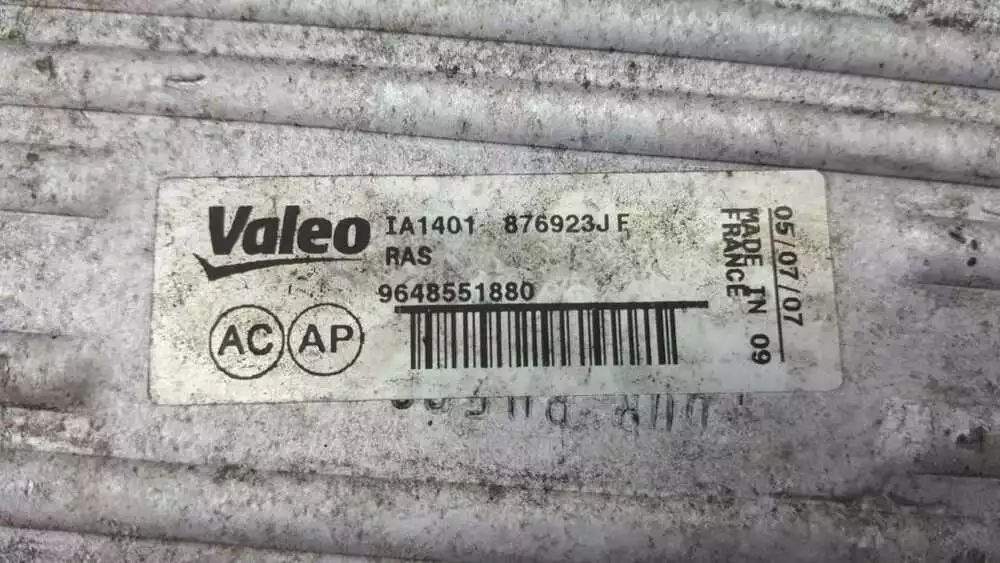 Valeo
IA1401 876923J F
RAS
9648551880
AC AP
05/07/07
MADE IN 09
FRANCE